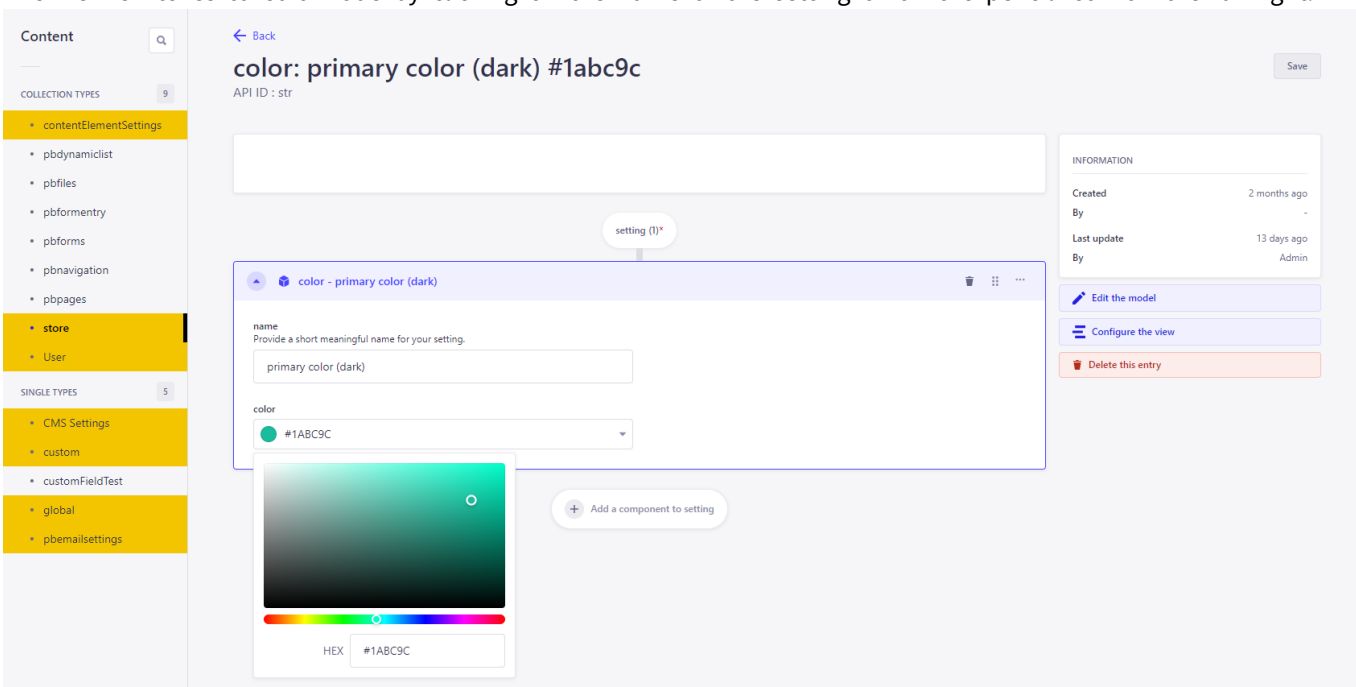 Content
COLLECTION TYPES 9
contentElementSettings
pbdynamiclist
pbfiles
pbformentry
pbforms
pbnavigation
pbpages
store
User
SINGLE TYPES 5
CMS Settings
custom
customFieldTest
global
pbemailsettings
Back
color: primary color (dark) #1abc9c
API ID : str
Save
setting (1)*
color - primary color (dark)
name
Provide a short meaningful name for your setting.
primary color (dark)
color
#1ABC9C
HEX #1ABC9C
Add a component to setting
INFORMATION
Created 2 months ago
By -
Last update 13 days ago
By Admin
Edit the model
Configure the view
Delete this entry